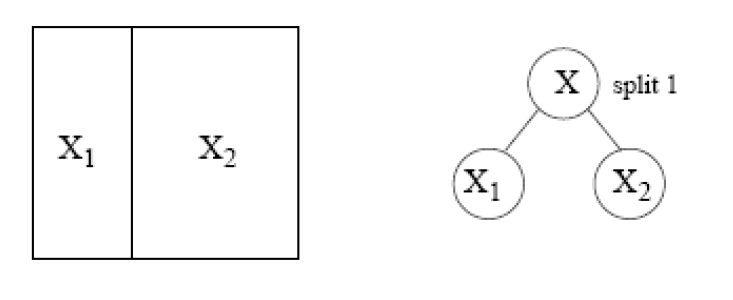 X₁ X₂
X split 1
X₁ X₂